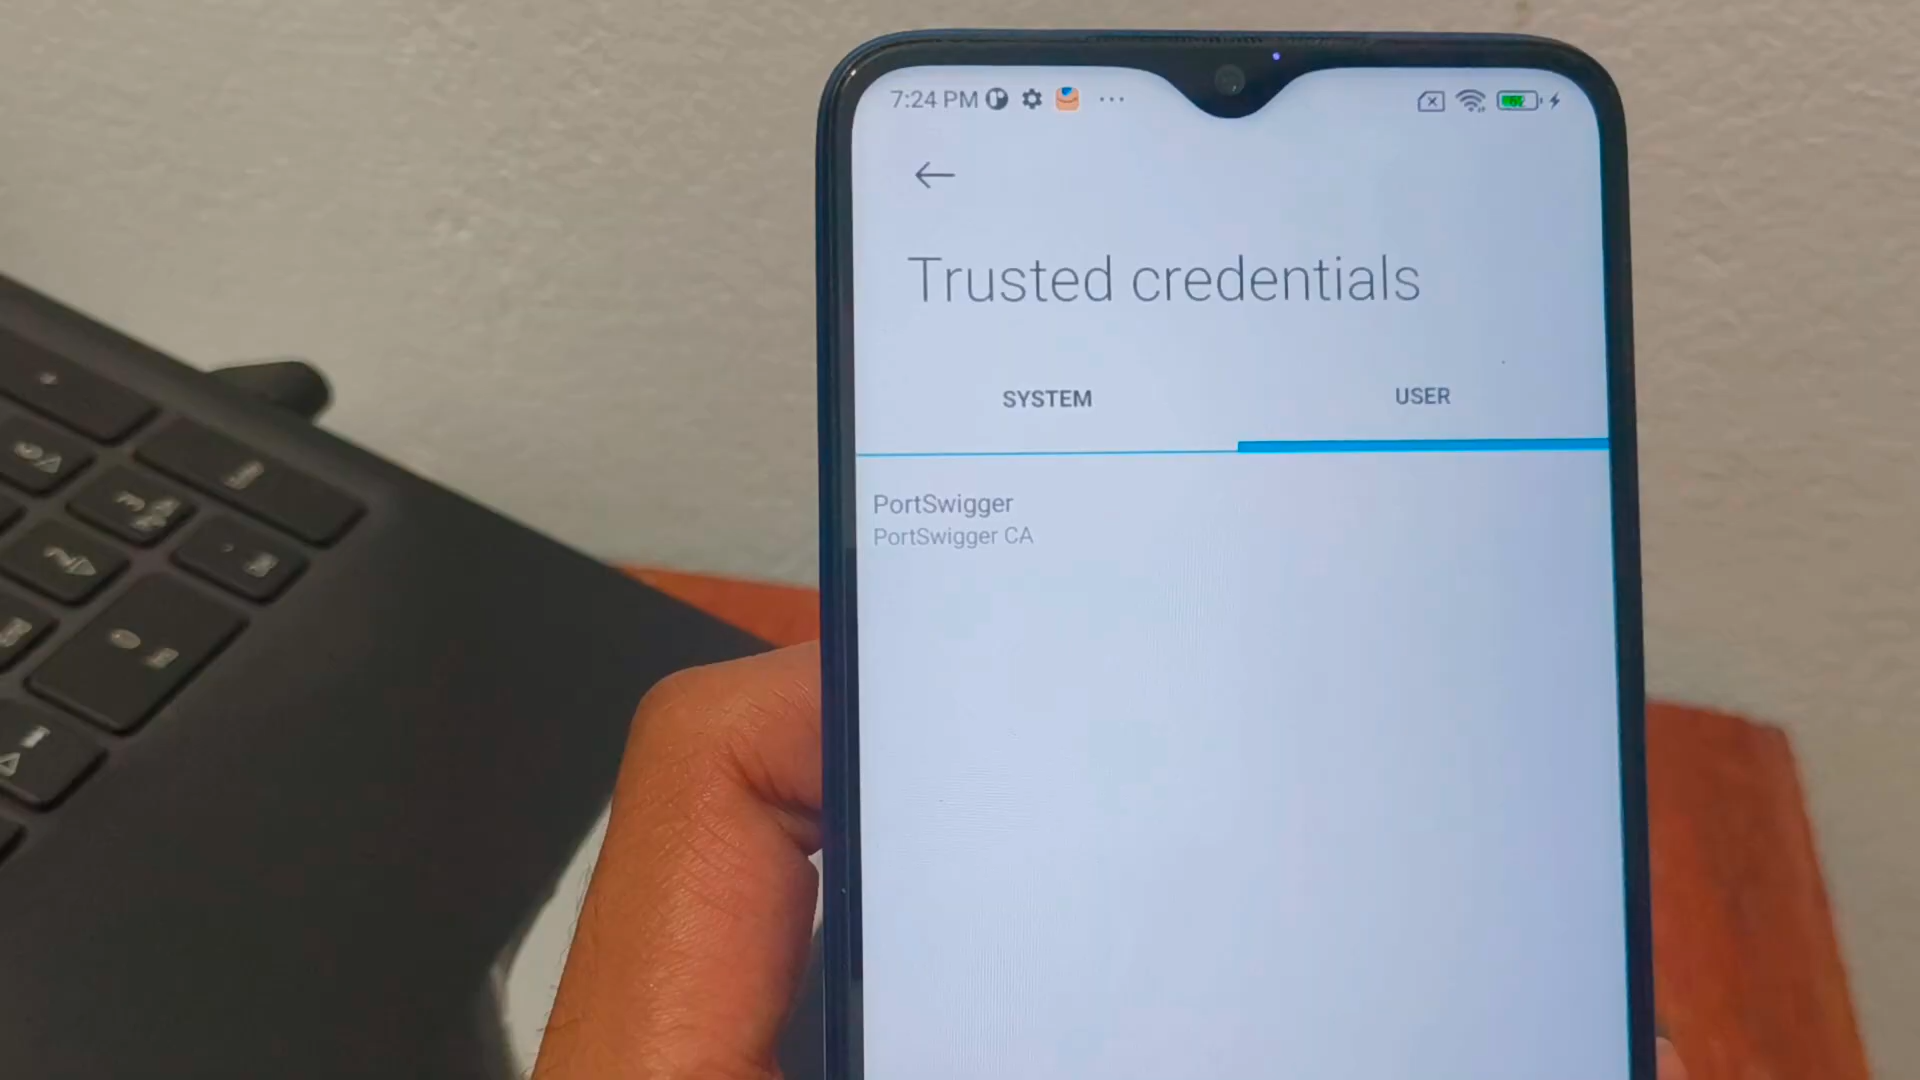 7:24 PM
Trusted credentials
SYSTEM
USER
PortSwigger
PortSwigger CA